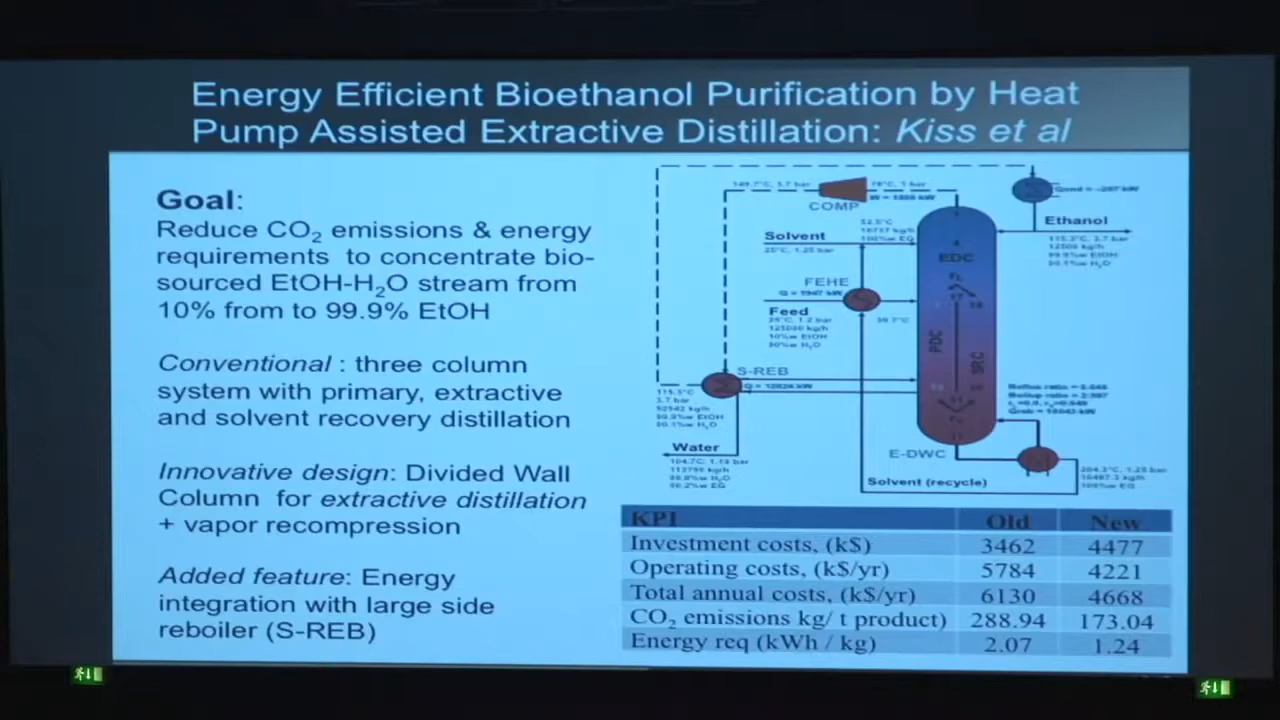 Energy Efficient Bioethanol Purification by Heat
Pump Assisted Extractive Distillation: Kiss et al
Goal:
Reduce CO₂ emissions & energy
requirements to concentrate bio-
sourced EtOH-H₂O stream from
10% from to 99.9% EtOH
Conventional : three column
system with primary, extractive
and solvent recovery distillation
Innovative design: Divided Wall
Column for extractive distillation
+ vapor recompression
Added feature: Energy
integration with large side
reboiler (S-REB)
COMP
Solvent
25°C, 1.25 bar
FEHE
Feed
S-REB
Water
EDC
PDC
SRC
E-DWC
Ethanol
Solvent (recycle)
KPI Old New
Investment costs, (k$) 3462 4477
Operating costs, (k$/yr) 5784 4221
Total annual costs, (k$/yr) 6130 4668
CO₂ emissions kg/ t product) 288.94 173.04
Energy req (kWh / kg) 2.07 1.24